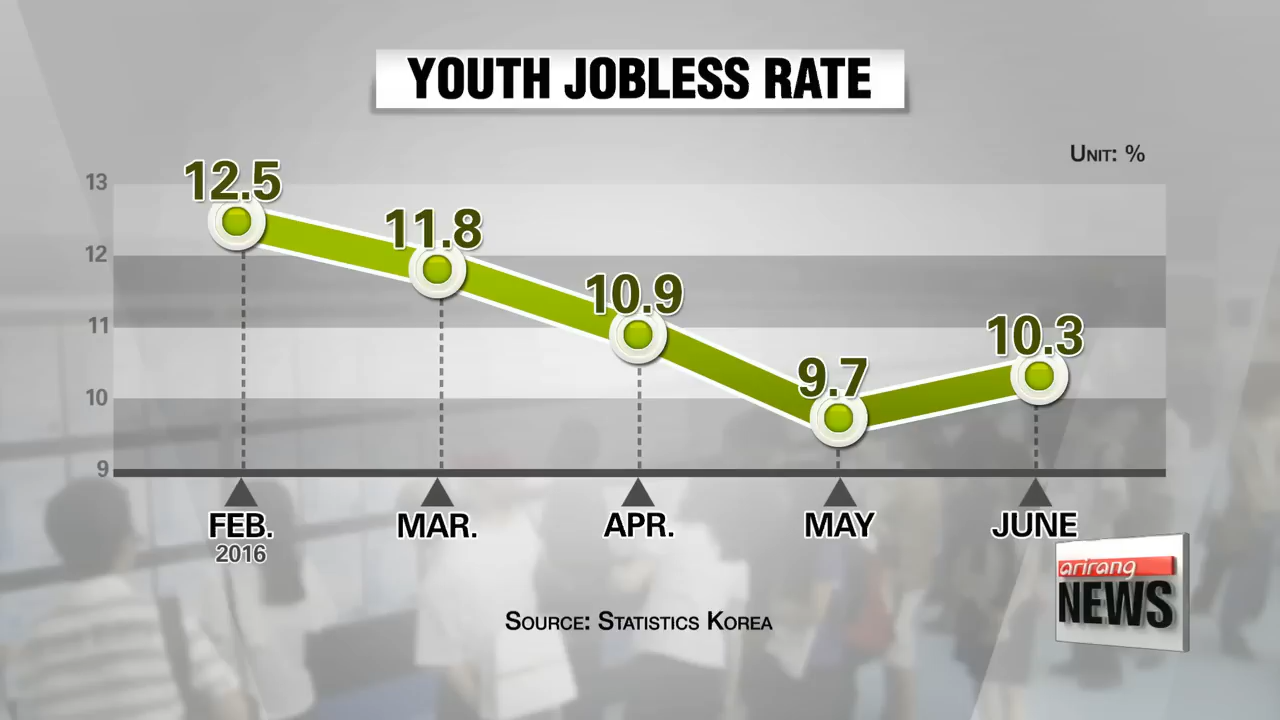 YOUTH JOBLESS RATE
UNIT: %
13
12
11
10
9
12.5
11.8
10.9
9.7
10.3
FEB.
2016
MAR.
APR.
MAY
JUNE
SOURCE: STATISTICS KOREA
arirang
NEWS